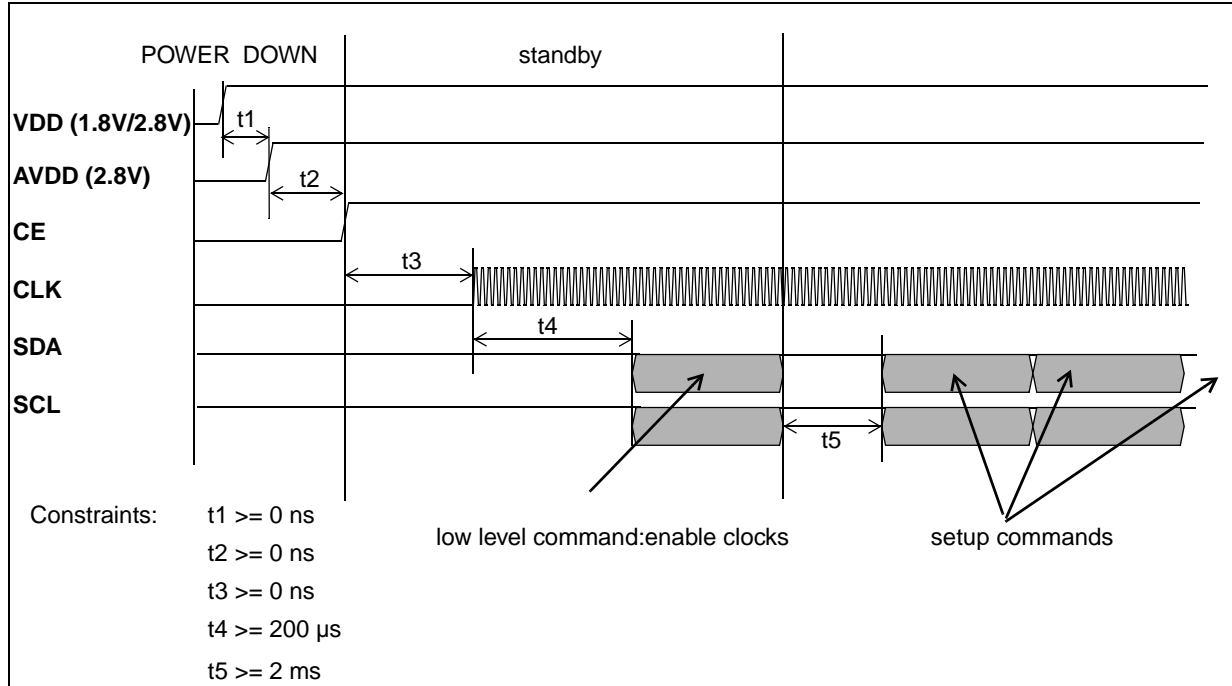 POWER DOWN
standby
VDD (1.8V/2.8V)
t1
AVDD (2.8V)
t2
CE
t3
CLK
t4
SDA
SCL
t5
low level command:enable clocks
setup commands
Constraints:
t1 >= 0 ns
t2 >= 0 ns
t3 >= 0 ns
t4 >= 200 µs
t5 >= 2 ms